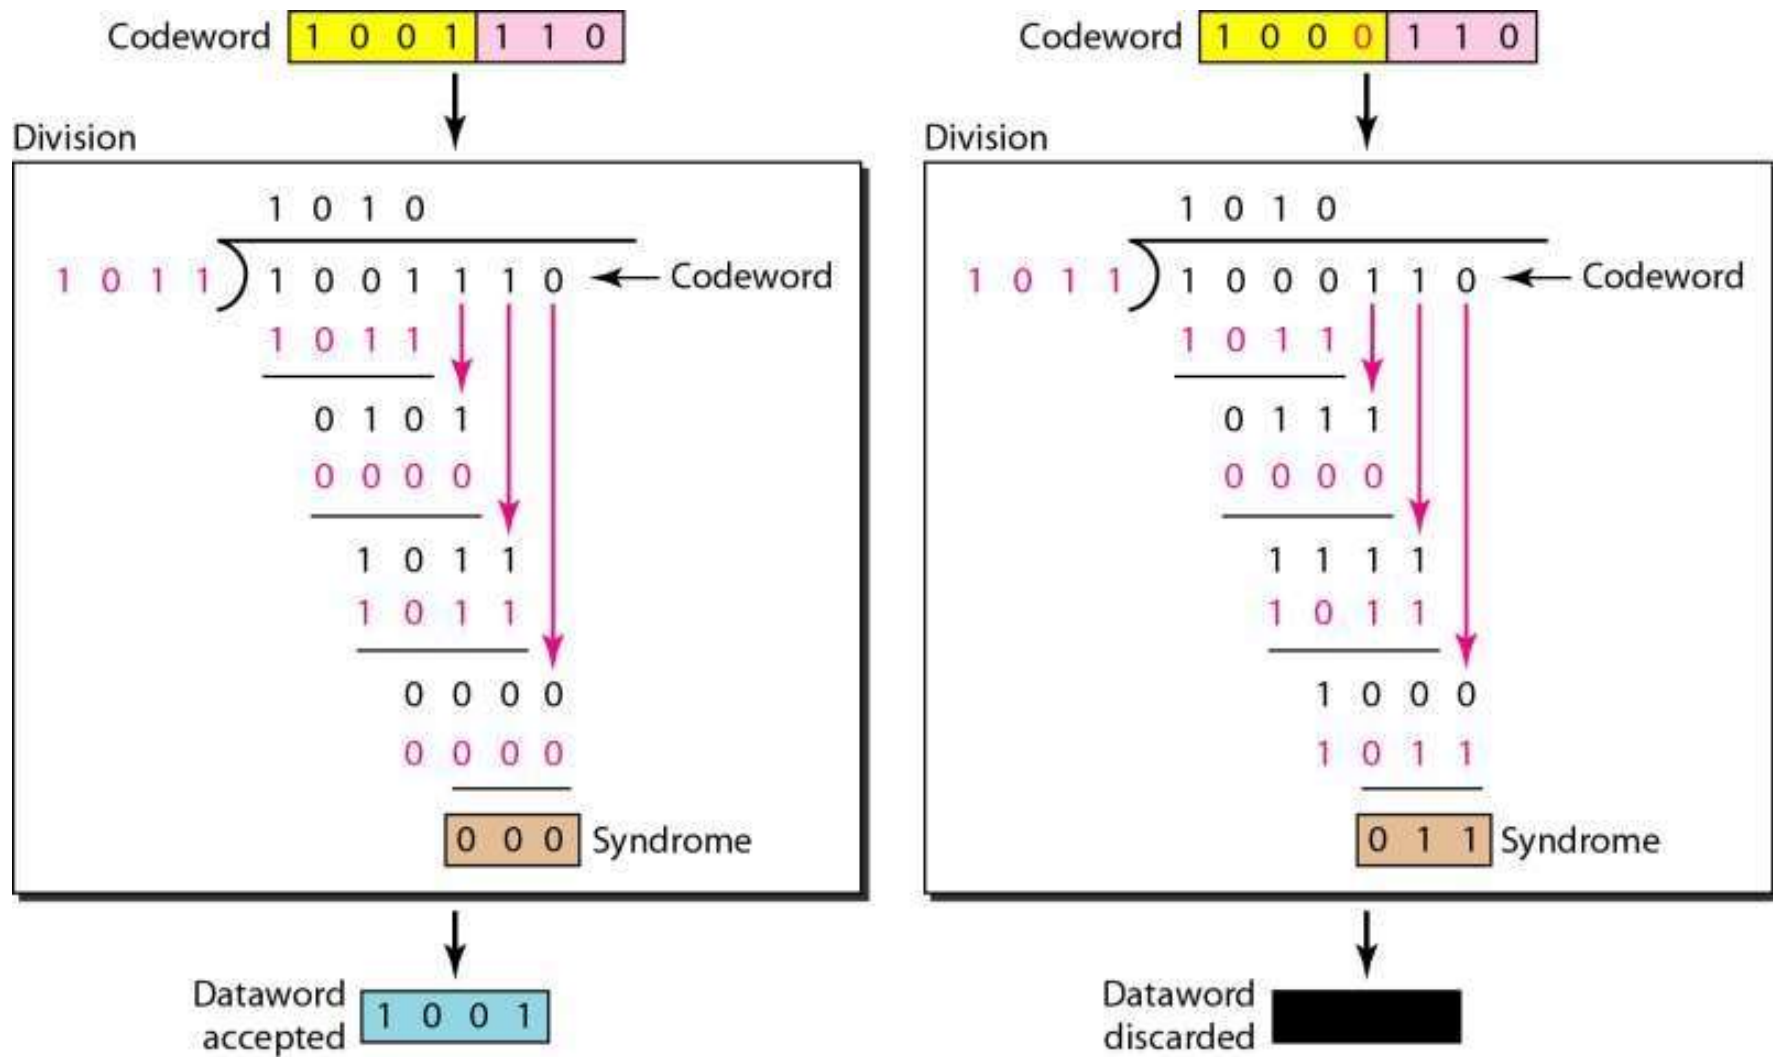 Codeword 1 0 0 1 1 1 0
Division
1 0 1 0
1 0 1 1 1 0 0 1 1 1 0 Codeword
1 0 1 1
0 1 0 1
0 0 0 0
1 0 1 1
1 0 1 1
0 0 0 0
0 0 0 0
0 0 0 Syndrome
Dataword
accepted
1 0 0 1
Codeword 1 0 0 0 1 1 0
Division
1 0 1 0
1 0 1 1 1 0 0 0 1 1 0 Codeword
1 0 1 1
0 1 1 1
0 0 0 0
1 1 1 1
1 0 1 1
1 0 0 0
1 0 1 1
0 1 1 Syndrome
Dataword
discarded